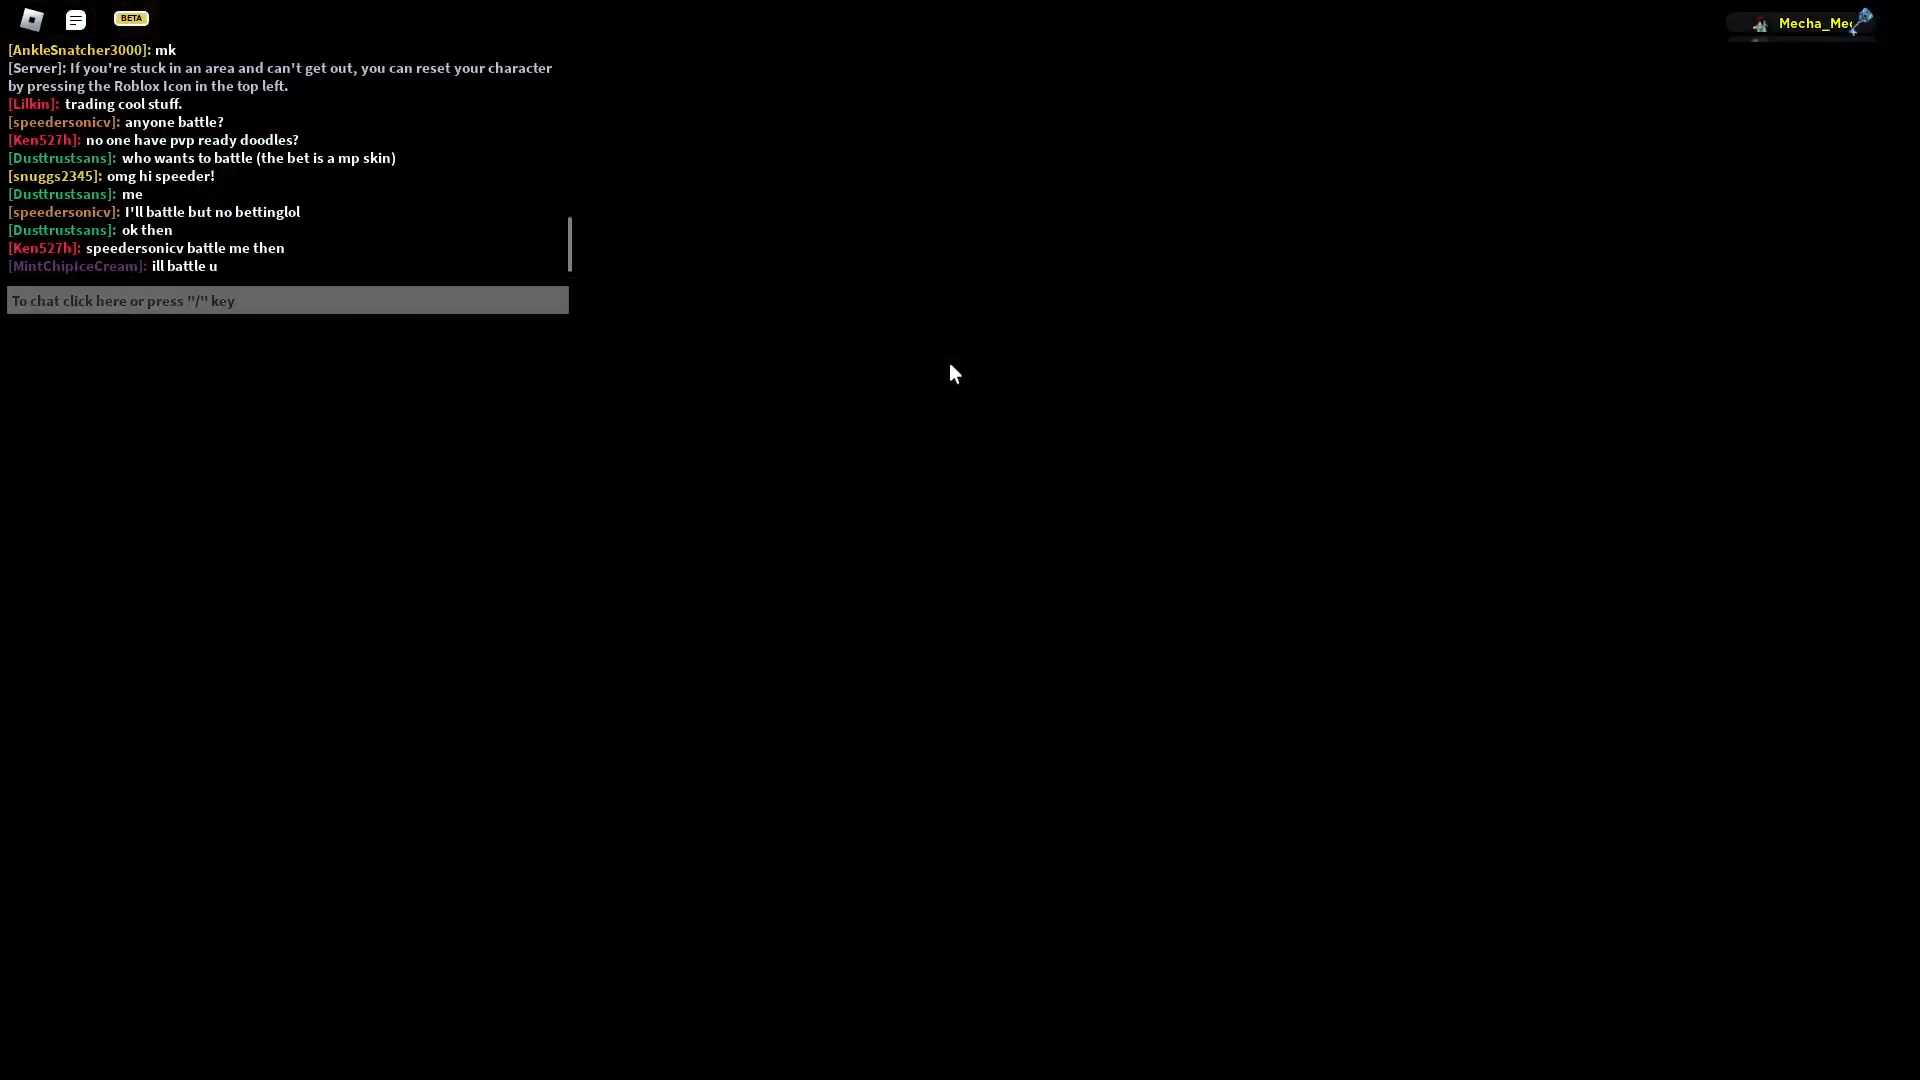 BETA
[AnkleSnatcher3000]: mk
[Server]: If you're stuck in an area and can't get out, you can reset your character
by pressing the Roblox Icon in the top left.
[Lilkin]: trading cool stuff.
[speedersonicv]: anyone battle?
[Ken527h]: no one have pvp ready doodles?
[Dusttrustsans]: who wants to battle (the bet is a mp skin)
[snuggs2345]: omg hi speeder!
[Dusttrustsans]: me
[speedersonicv]: I'll battle but no bettinglol
[Dusttrustsans]: ok then
[Ken527h]: speedersonicv battle me then
[MintChipIceCream]: ill battle u
To chat click here or press "/" key